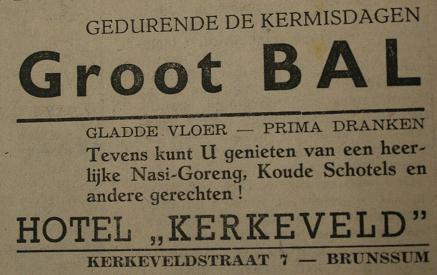 GEDURENDE DE KERMISDAGEN
Groot BAL
GLADDE VLOER — PRIMA DRANKEN
Tevens kunt U genieten van een heer-
lijke Nasi-Goreng, Koude Schotels en
andere gerechten !
HOTEL „KERKEVELD”
KERKEVELDSTRAAT 7 — BRUNSSUM